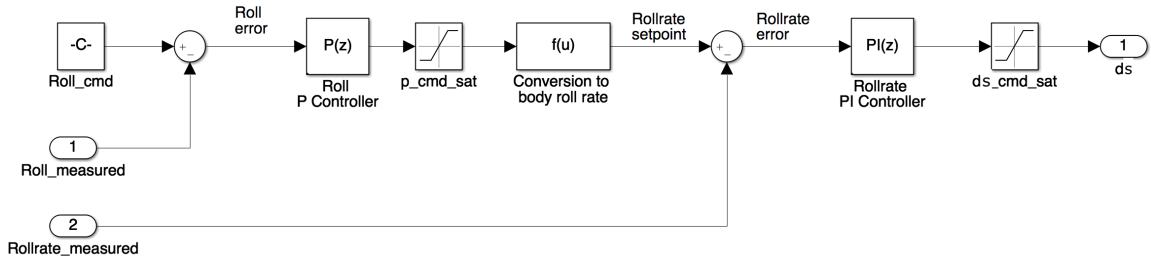 Roll
error
Rollrate
setpoint
Rollrate
error
-C-
+
−
P(z)
f(u)
+
−
PI(z)
1
Roll_cmd
Roll
P Controller
p_cmd_sat
Conversion to
body roll rate
Rollrate
PI Controller
ds_cmd_sat
ds
1
Roll_measured
2
Rollrate_measured